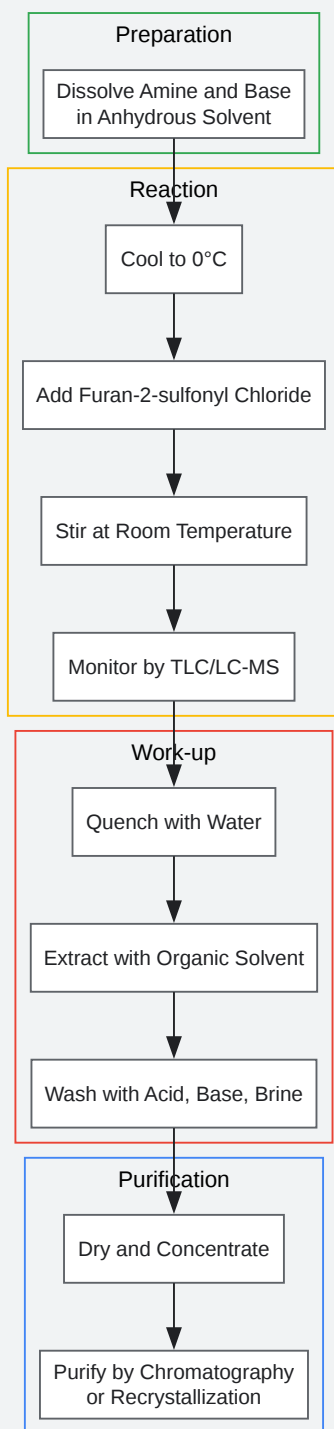 Preparation
Dissolve Amine and Base
in Anhydrous Solvent
Reaction
Cool to 0°C
Add Furan-2-sulfonyl Chloride
Stir at Room Temperature
Monitor by TLC/LC-MS
Work-up
Quench with Water
Extract with Organic Solvent
Wash with Acid, Base, Brine
Purification
Dry and Concentrate
Purify by Chromatography
or Recrystallization